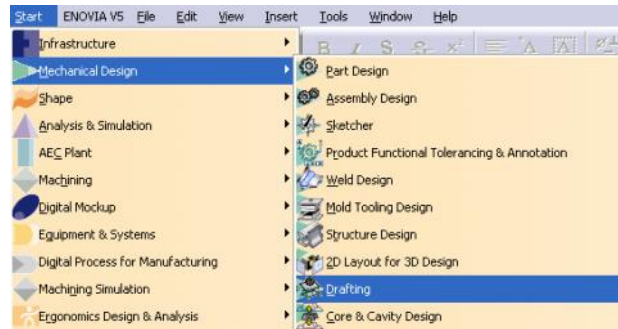 Start ENOVIA V5 File Edit View Insert Tools Window Help
Infrastructure
Mechanical Design
Shape
Analysis & Simulation
AEC Plant
Machining
Digital Mockup
Equipment & Systems
Digital Process for Manufacturing
Machining Simulation
Ergonomics Design & Analysis
B I S S x²
Part Design
Assembly Design
Sketcher
Product Functional Tolerancing & Annotation
Weld Design
Mold Tooling Design
Structure Design
2D Layout for 3D Design
Drafting
Core & Cavity Design